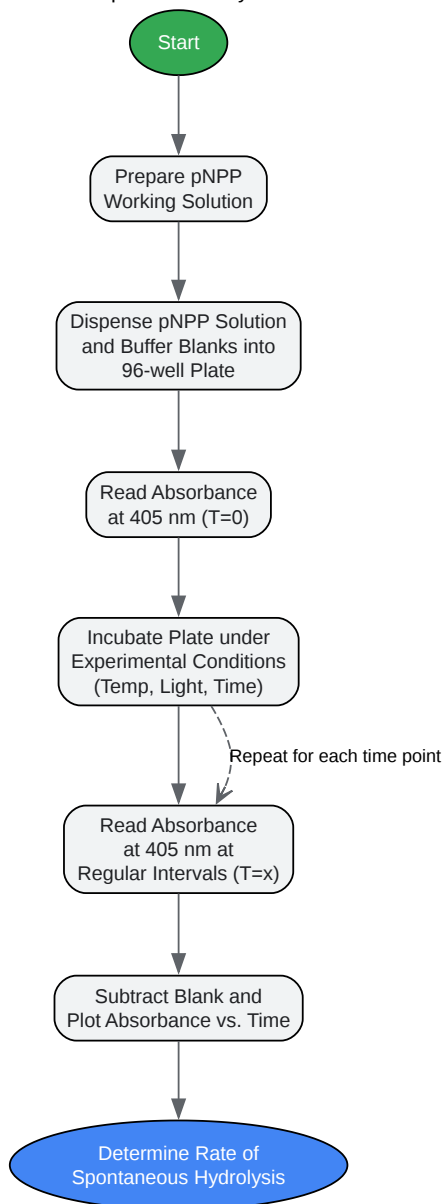 Start
Prepare pNPP
Working Solution
Dispense pNPP Solution
and Buffer Blanks into
96-well Plate
Read Absorbance
at 405 nm (T=0)
Incubate Plate under
Experimental Conditions
(Temp, Light, Time)
Repeat for each time point
Read Absorbance
at 405 nm at
Regular Intervals (T=x)
Subtract Blank and
Plot Absorbance vs. Time
Determine Rate of
Spontaneous Hydrolysis